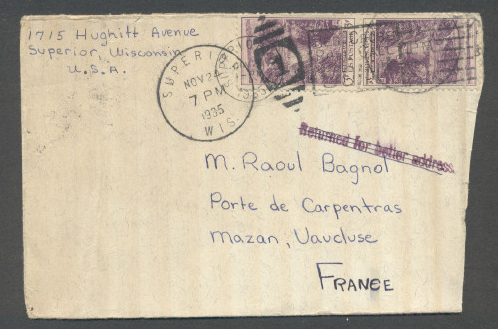 1715 Hughitt Avenue
Superior, Wisconsin
U.S.A.
SUPERIOR
NOV 24
7 PM
1935
WIS.
Returned for better address
M. Raoul Bagnol
Porte de Carpentras
Mazan, Vaucluse
FRANCE